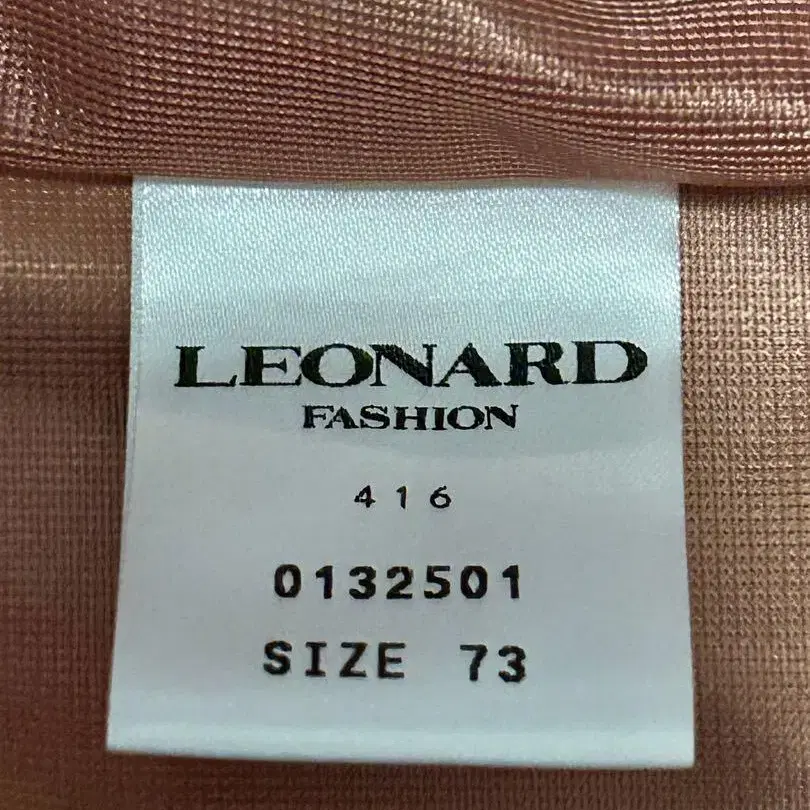 LEONARD
FASHION
416
0132501
SIZE 73